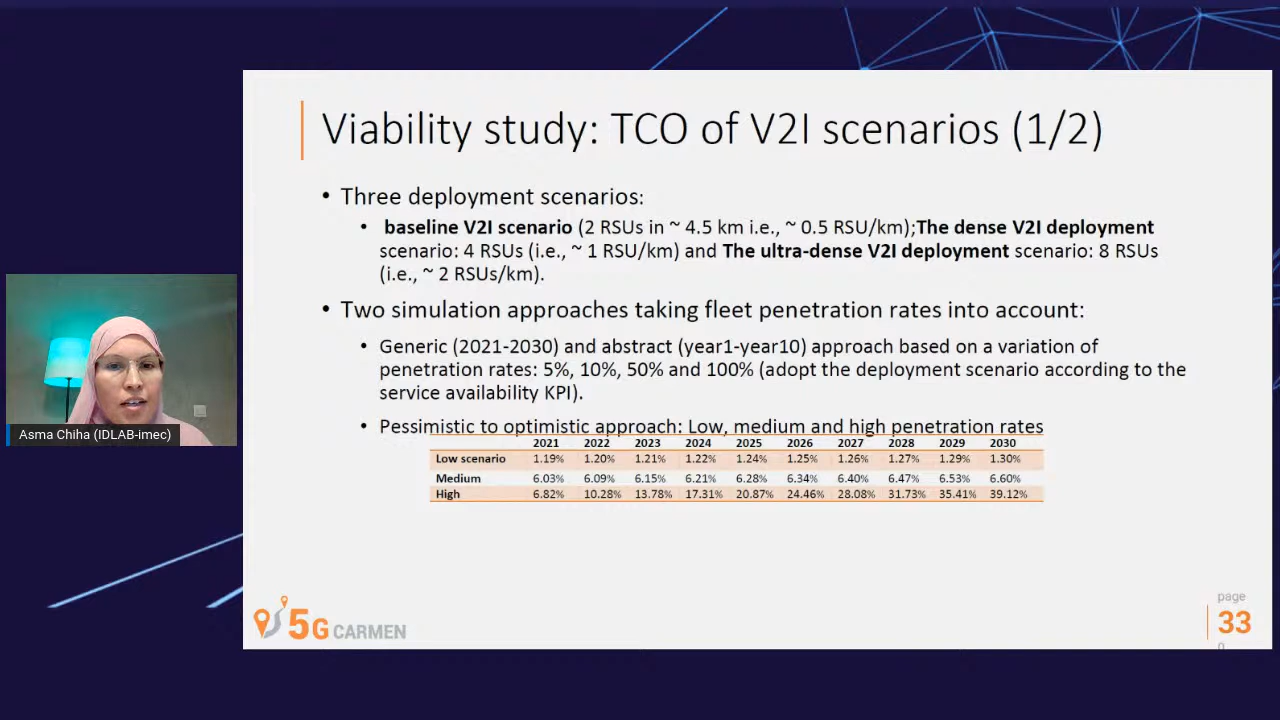 Viability study: TCO of V2I scenarios (1/2)
• Three deployment scenarios:
• baseline V2I scenario (2 RSUs in ~ 4.5 km i.e., ~ 0.5 RSU/km);The dense V2I deployment
scenario: 4 RSUs (i.e., ~ 1 RSU/km) and The ultra-dense V2I deployment scenario: 8 RSUs
(i.e., ~ 2 RSUs/km).
• Two simulation approaches taking fleet penetration rates into account:
• Generic (2021-2030) and abstract (year1-year10) approach based on a variation of
penetration rates: 5%, 10%, 50% and 100% (adopt the deployment scenario according to the
service availability KPI).
• Pessimistic to optimistic approach: Low, medium and high penetration rates
2021 2022 2023 2024 2025 2026 2027 2028 2029 2030
Low scenario 1.19% 1.20% 1.21% 1.22% 1.24% 1.25% 1.26% 1.27% 1.29% 1.30%
Medium 6.03% 6.09% 6.15% 6.21% 6.28% 6.34% 6.40% 6.47% 6.53% 6.60%
High 6.82% 10.28% 13.78% 17.31% 20.87% 24.46% 28.08% 31.73% 35.41% 39.12%
Asma Chiha (IDLAB-imec)
5G CARMEN
page
33